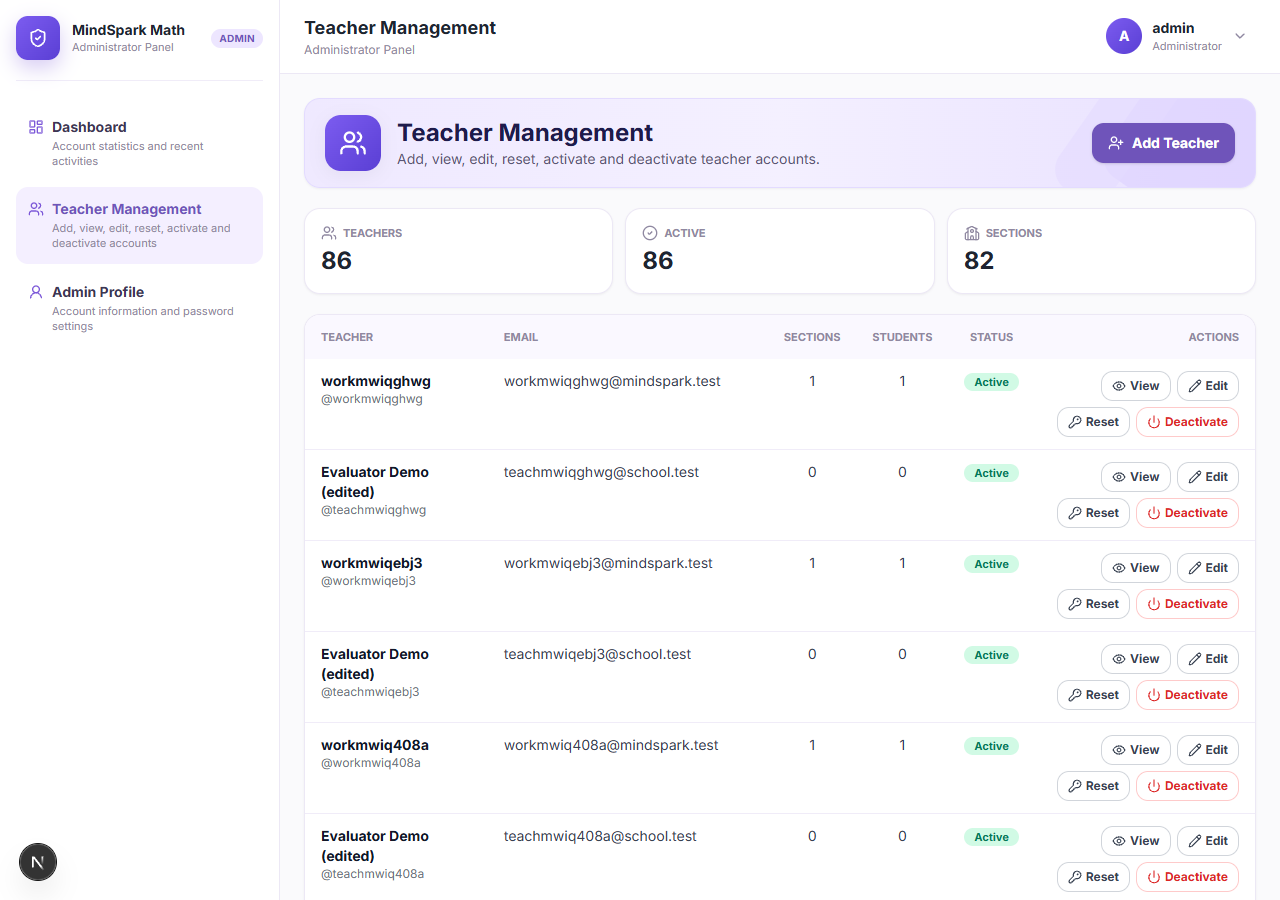 MindSpark Math
Administrator Panel
ADMIN
Dashboard
Account statistics and recent
activities
Teacher Management
Add, view, edit, reset, activate and
deactivate accounts
Admin Profile
Account information and password
settings
N
Teacher Management
Administrator Panel
A
admin
Administrator
Teacher Management
Add, view, edit, reset, activate and deactivate teacher accounts.
Add Teacher
TEACHERS
86
ACTIVE
86
SECTIONS
82
TEACHER EMAIL SECTIONS STUDENTS STATUS ACTIONS
workmwiqghwg workmwiqghwg@mindspark.test 1 1 Active View Edit
@workmwiqghwg
Reset Deactivate
Evaluator Demo teachmwiqghwg@school.test 0 0 Active View Edit
(edited)
@teachmwiqghwg
Reset Deactivate
workmwiqebj3 workmwiqebj3@mindspark.test 1 1 Active View Edit
@workmwiqebj3
Reset Deactivate
Evaluator Demo teachmwiqebj3@school.test 0 0 Active View Edit
(edited)
@teachmwiqebj3
Reset Deactivate
workmwiq408a workmwiq408a@mindspark.test 1 1 Active View Edit
@workmwiq408a
Reset Deactivate
Evaluator Demo teachmwiq408a@school.test 0 0 Active View Edit
(edited)
@teachmwiq408a
Reset Deactivate